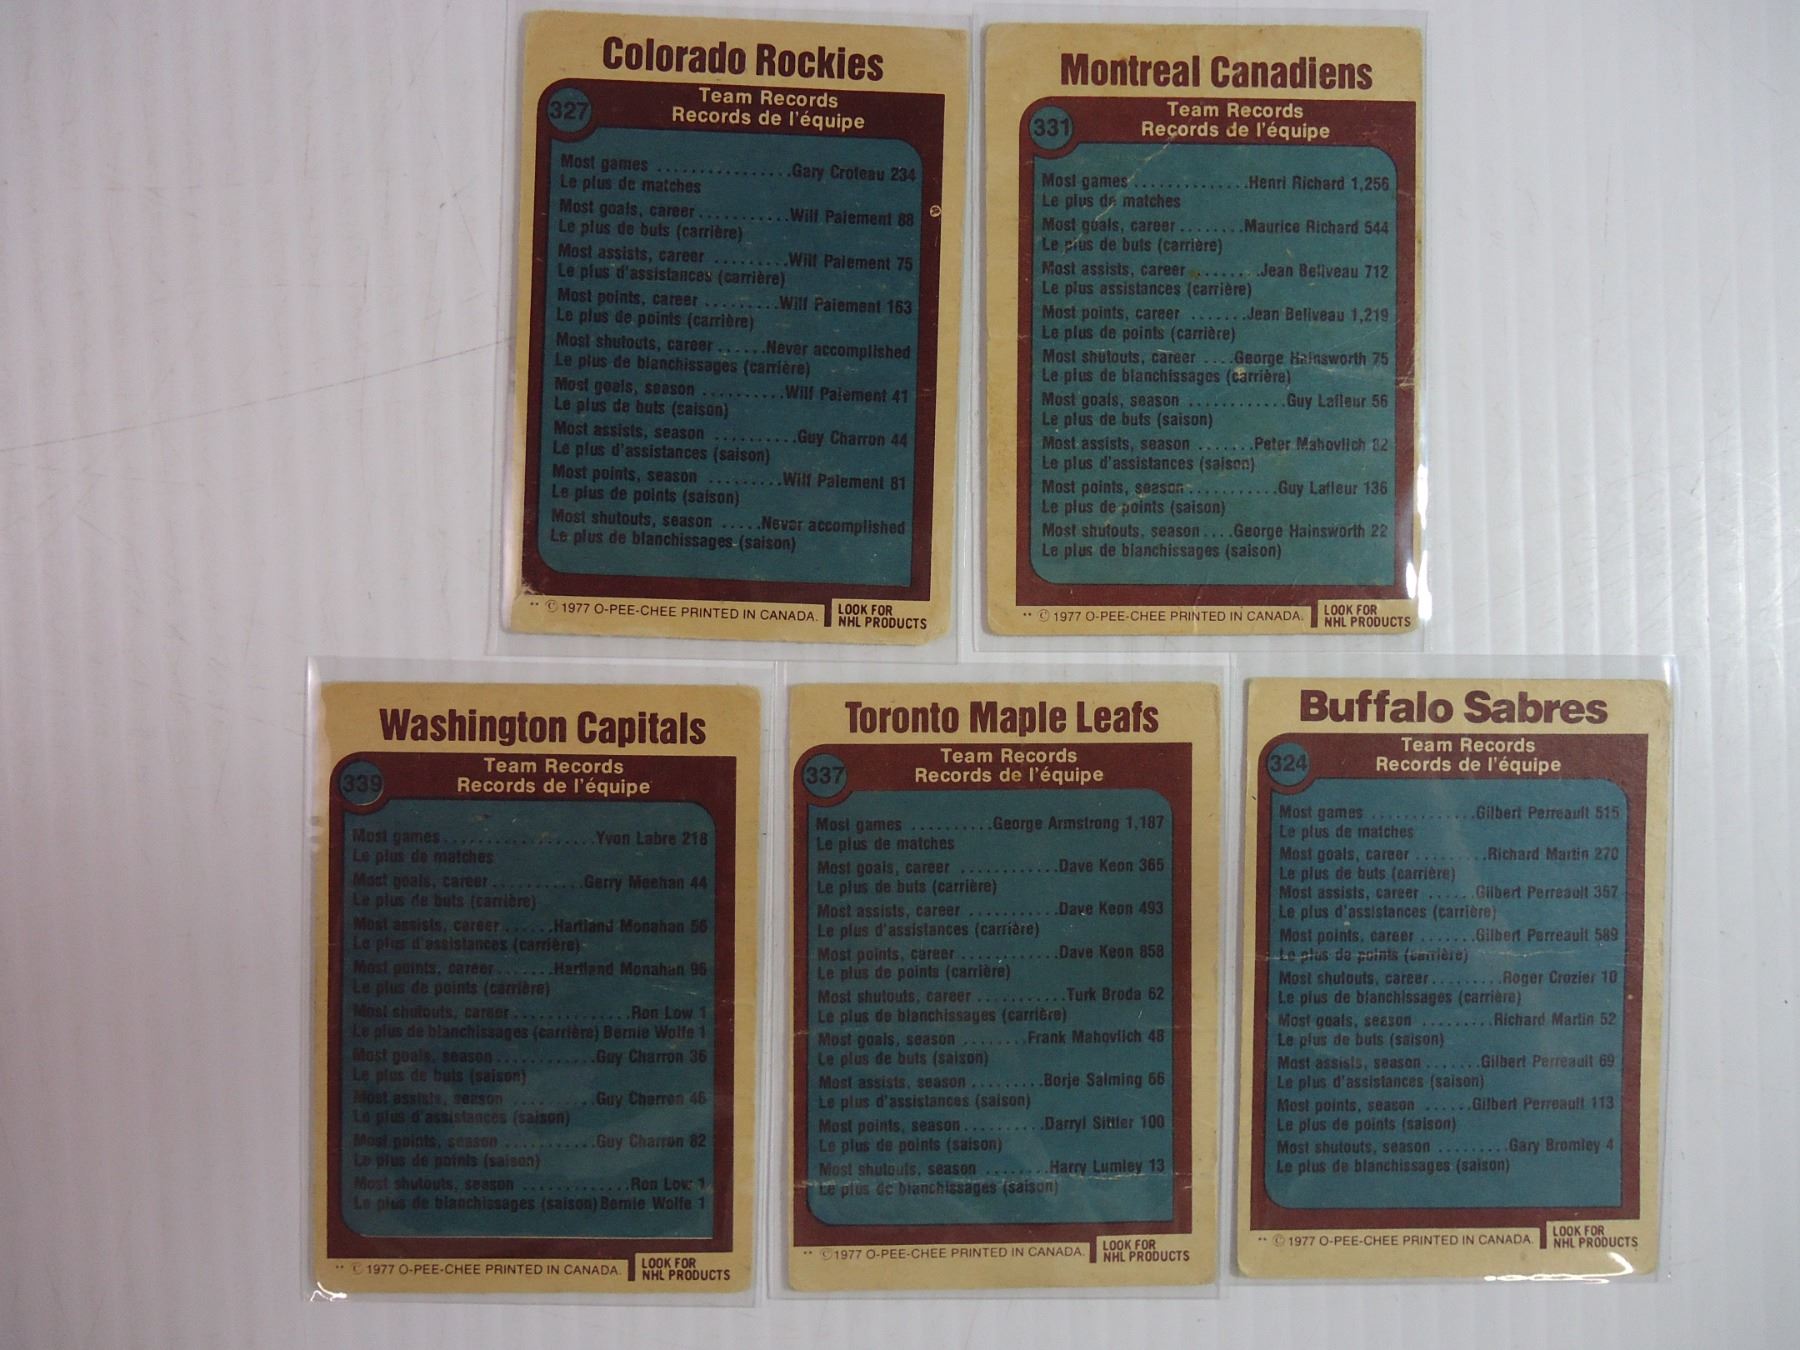 Colorado Rockies
327
Team Records
Records de l'équipe
Most games ................Gary Croteau 234
Le plus de matches
Most goals, career...........Wilf Paiement 88
Le plus de buts (carrière)
Most assists, career .........Wilf Paiement 75
Le plus d'assistances (carrière)
Most points, career .........Wilf Paiement 163
Le plus de points (carrière)
Most shutouts, career ......Never accomplished
Le plus de blanchissages (carrière)
Most goals, season ..........Wilf Paiement 41
Le plus de buts (saison)
Most assists, season ..........Guy Charron 44
Le plus d'assistances (saison)
Most points, season .........Wilf Paiement 81
Le plus de points (saison)
Most shutouts, season .....Never accomplished
Le plus de blanchissages (saison)
** © 1977 O-PEE-CHEE PRINTED IN CANADA.
LOOK FOR
NHL PRODUCTS
Montreal Canadiens
331
Team Records
Records de l'équipe
Most games .............Henri Richard 1,256
Le plus de matches
Most goals, career........Maurice Richard 544
Le plus de buts (carrière)
Most assists, career ........Jean Beliveau 712
Le plus assistances (carrière)
Most points, career .......Jean Beliveau 1,219
Le plus de points (carrière)
Most shutouts, career ....George Hainsworth 75
Le plus de blanchissages (carrière)
Most goals, season ...........Guy Lafleur 56
Le plus de buts (saison)
Most assists, season .......Peter Mahovlich 82
Le plus d'assistances (saison)
Most points, season...........Guy Lafleur 136
Le plus de points (saison)
Most shutouts, season ....George Hainsworth 22
Le plus de blanchissages (saison)
** © 1977 O-PEE-CHEE PRINTED IN CANADA.
LOOK FOR
NHL PRODUCTS
Washington Capitals
339
Team Records
Records de l'équipe
Most games..................Yvon Labre 218
Le plus de matches
Most goals, career...........Gerry Meehan 44
Le plus de buts (carrière)
Most assists, career ......Hartland Monahan 56
Le plus d'assistances (carrière)
Most points, career.......Hartland Monahan 96
Le plus de points (carrière)
Most shutouts, career ..............Ron Low 1
Le plus de blanchissages (carrière) Bernie Wolfe 1
Most goals, season ............Guy Charron 36
Le plus de buts (saison)
Most assists, season ..........Guy Charron 46
Le plus d'assistances (saison)
Most points, season ...........Guy Charron 82
Le plus de points (saison)
Most shutouts, season .............Ron Low 1
Le plus de blanchissages (saison) Bernie Wolfe 1
** © 1977 O-PEE-CHEE PRINTED IN CANADA.
LOOK FOR
NHL PRODUCTS
Toronto Maple Leafs
337
Team Records
Records de l'équipe
Most games ..........George Armstrong 1,187
Le plus de matches
Most goals, career .............Dave Keon 365
Le plus de buts (carrière)
Most assists, career ...........Dave Keon 493
Le plus d'assistances (carrière)
Most points, career ............Dave Keon 858
Le plus de points (carrière)
Most shutouts, career ...........Turk Broda 62
Le plus de blanchissages (carrière)
Most goals, season ........Frank Mahovlich 48
Le plus de buts (saison)
Most assists, season .........Borje Salming 66
Le plus d'assistances (saison)
Most points, season..........Darryl Sittler 100
Le plus de points (saison)
Most shutouts, season ........Harry Lumley 13
Le plus de blanchissages (saison)
** © 1977 O-PEE-CHEE PRINTED IN CANADA.
LOOK FOR
NHL PRODUCTS
Buffalo Sabres
324
Team Records
Records de l'équipe
Most games .............Gilbert Perreault 515
Le plus de matches
Most goals, career .........Richard Martin 270
Le plus de buts (carrière)
Most assists, career ......Gilbert Perreault 357
Le plus d'assistances (carrière)
Most points, career .......Gilbert Perreault 589
Le plus de points (carrière)
Most shutouts, career.........Roger Crozier 10
Le plus de blanchissages (carrière)
Most goals, season .........Richard Martin 52
Le plus de buts (saison)
Most assists, season .......Gilbert Perreault 69
Le plus d'assistances (saison)
Most points, season ......Gilbert Perreault 113
Le plus de points (saison)
Most shutouts, season .........Gary Bromley 4
Le plus de blanchissages (saison)
** © 1977 O-PEE-CHEE PRINTED IN CANADA.
LOOK FOR
NHL PRODUCTS